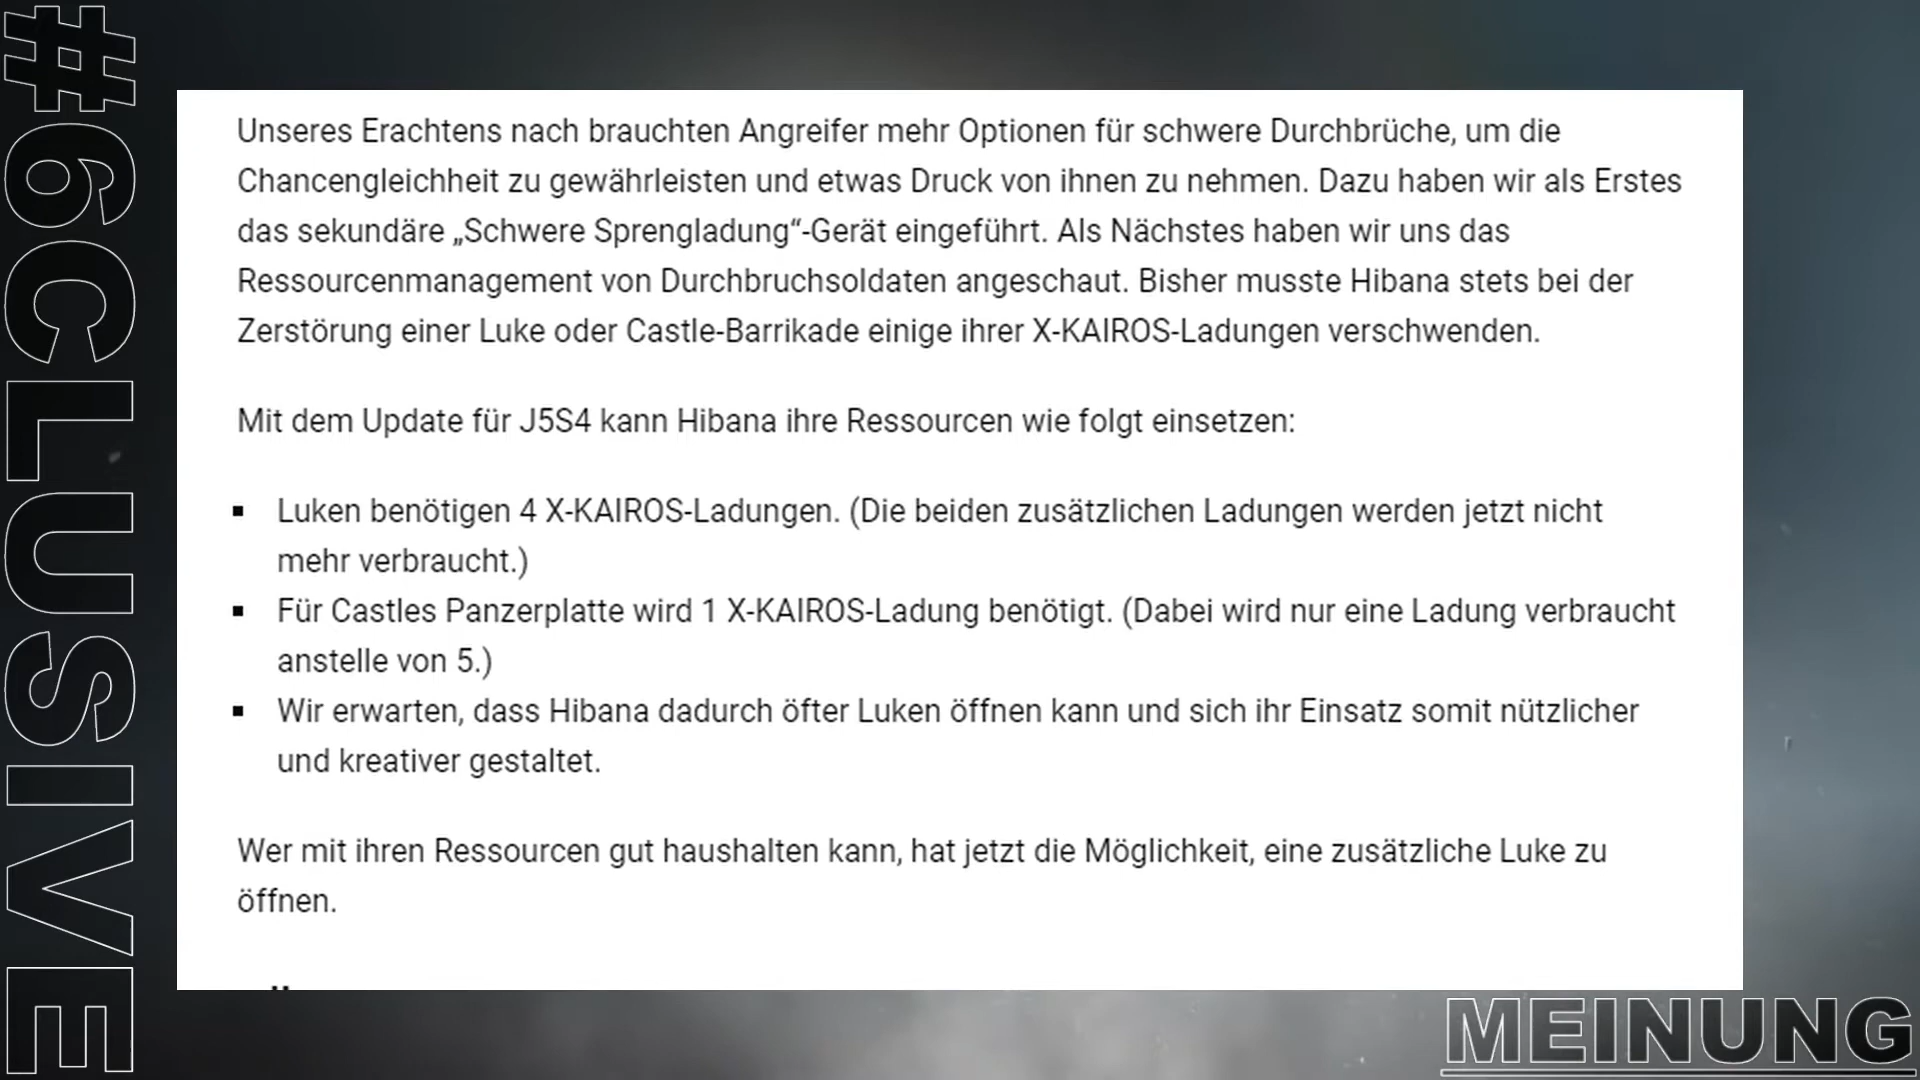 #6CLUSIVE
Unseres Erachtens nach brauchten Angreifer mehr Optionen für schwere Durchbrüche, um die
Chancengleichheit zu gewährleisten und etwas Druck von ihnen zu nehmen. Dazu haben wir als Erstes
das sekundäre „Schwere Sprengladung“-Gerät eingeführt. Als Nächstes haben wir uns das
Ressourcenmanagement von Durchbruchsoldaten angeschaut. Bisher musste Hibana stets bei der
Zerstörung einer Luke oder Castle-Barrikade einige ihrer X-KAIROS-Ladungen verschwenden.
Mit dem Update für J5S4 kann Hibana ihre Ressourcen wie folgt einsetzen:
▪ Luken benötigen 4 X-KAIROS-Ladungen. (Die beiden zusätzlichen Ladungen werden jetzt nicht
mehr verbraucht.)
▪ Für Castles Panzerplatte wird 1 X-KAIROS-Ladung benötigt. (Dabei wird nur eine Ladung verbraucht
anstelle von 5.)
▪ Wir erwarten, dass Hibana dadurch öfter Luken öffnen kann und sich ihr Einsatz somit nützlicher
und kreativer gestaltet.
Wer mit ihren Ressourcen gut haushalten kann, hat jetzt die Möglichkeit, eine zusätzliche Luke zu
öffnen.
MEINUNG